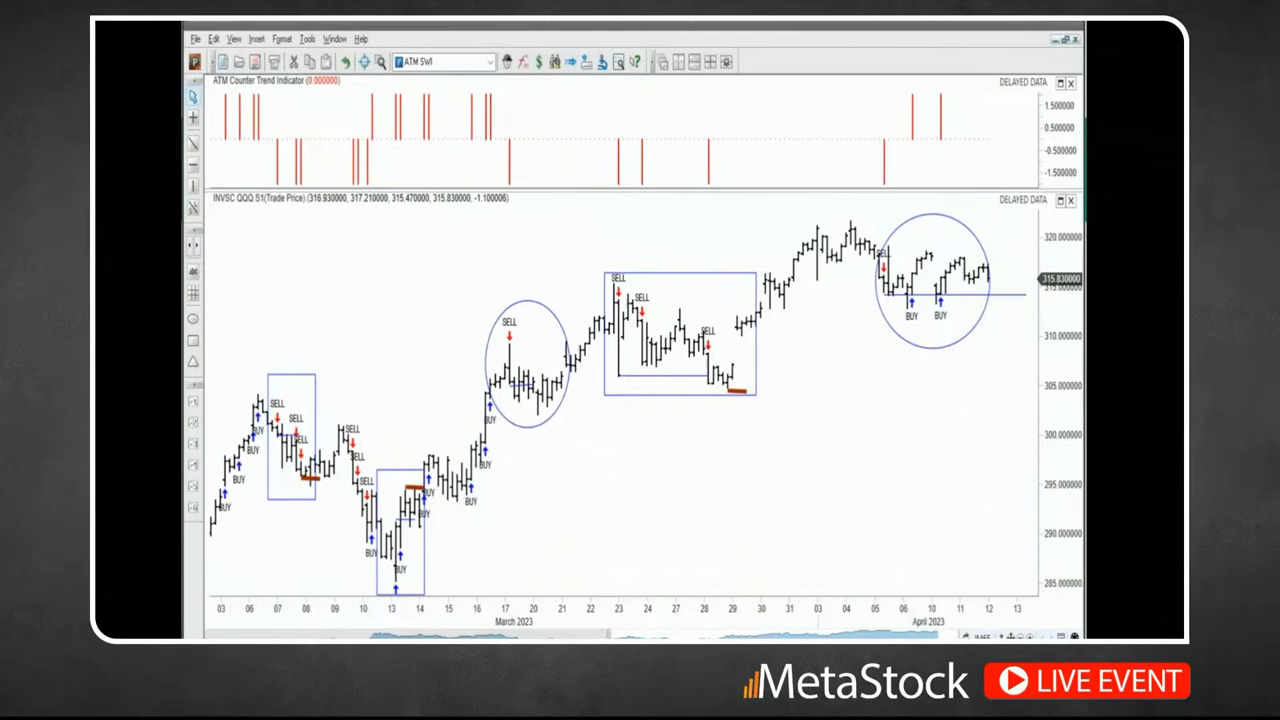 File Edit View Insert Format Tools Window Help
ATM SWI
ATM Counter Trend Indicator (0.000000)
DELAYED DATA
1.500000
0.500000
-0.500000
-1.500000
INVSC QQQ S1(Trade Price) (316.930000, 317.210000, 315.470000, 315.830000, -1.100006)
DELAYED DATA
320.000000
315.830000
315.000000
310.000000
305.000000
300.000000
295.000000
290.000000
285.000000
BUY
BUY
BUY
BUY
SELL
SELL
SELL
SELL
SELL
SELL
BUY
BUY
BUY
BUY
BUY
BUY
BUY
SELL
SELL
SELL
SELL
SELL
BUY
BUY
03 06 07 08 09 10 13 14 15 16 17 20 21 22 23 24 27 28 29 30 31 03 04 05 06 10 11 12 13
March 2023
April 2023
MetaStock
LIVE EVENT